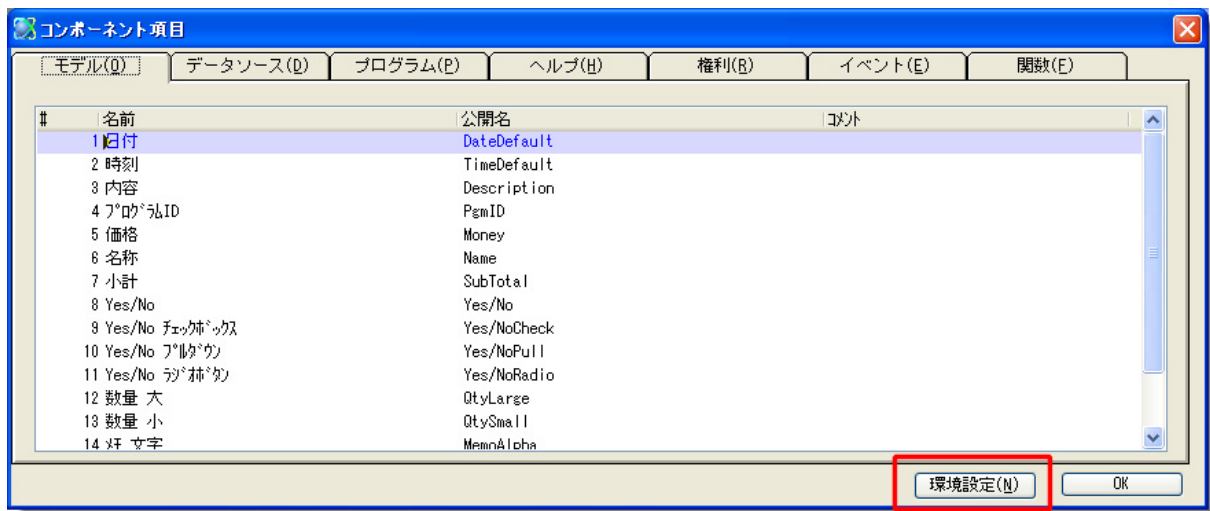 コンポーネント項目
モデル(O) データソース(D) プログラム(P) ヘルプ(H) 権利(R) イベント(E) 関数(F)
# 名前 公開名 ｺﾒﾝﾄ
1 日付 DateDefault
2 時刻 TimeDefault
3 内容 Description
4 ﾌﾟﾛｸﾞﾗﾑID PgmID
5 価格 Money
6 名称 Name
7 小計 SubTotal
8 Yes/No Yes/No
9 Yes/No ﾁｪｯｸﾎﾞｯｸｽ Yes/NoCheck
10 Yes/No ﾌﾟﾙﾀﾞｳﾝ Yes/NoPull
11 Yes/No ﾗｼﾞｵﾎﾞﾀﾝ Yes/NoRadio
12 数量 大 QtyLarge
13 数量 小 QtySmall
14 ﾒﾓ 文字 MemoAlpha
環境設定(N) OK